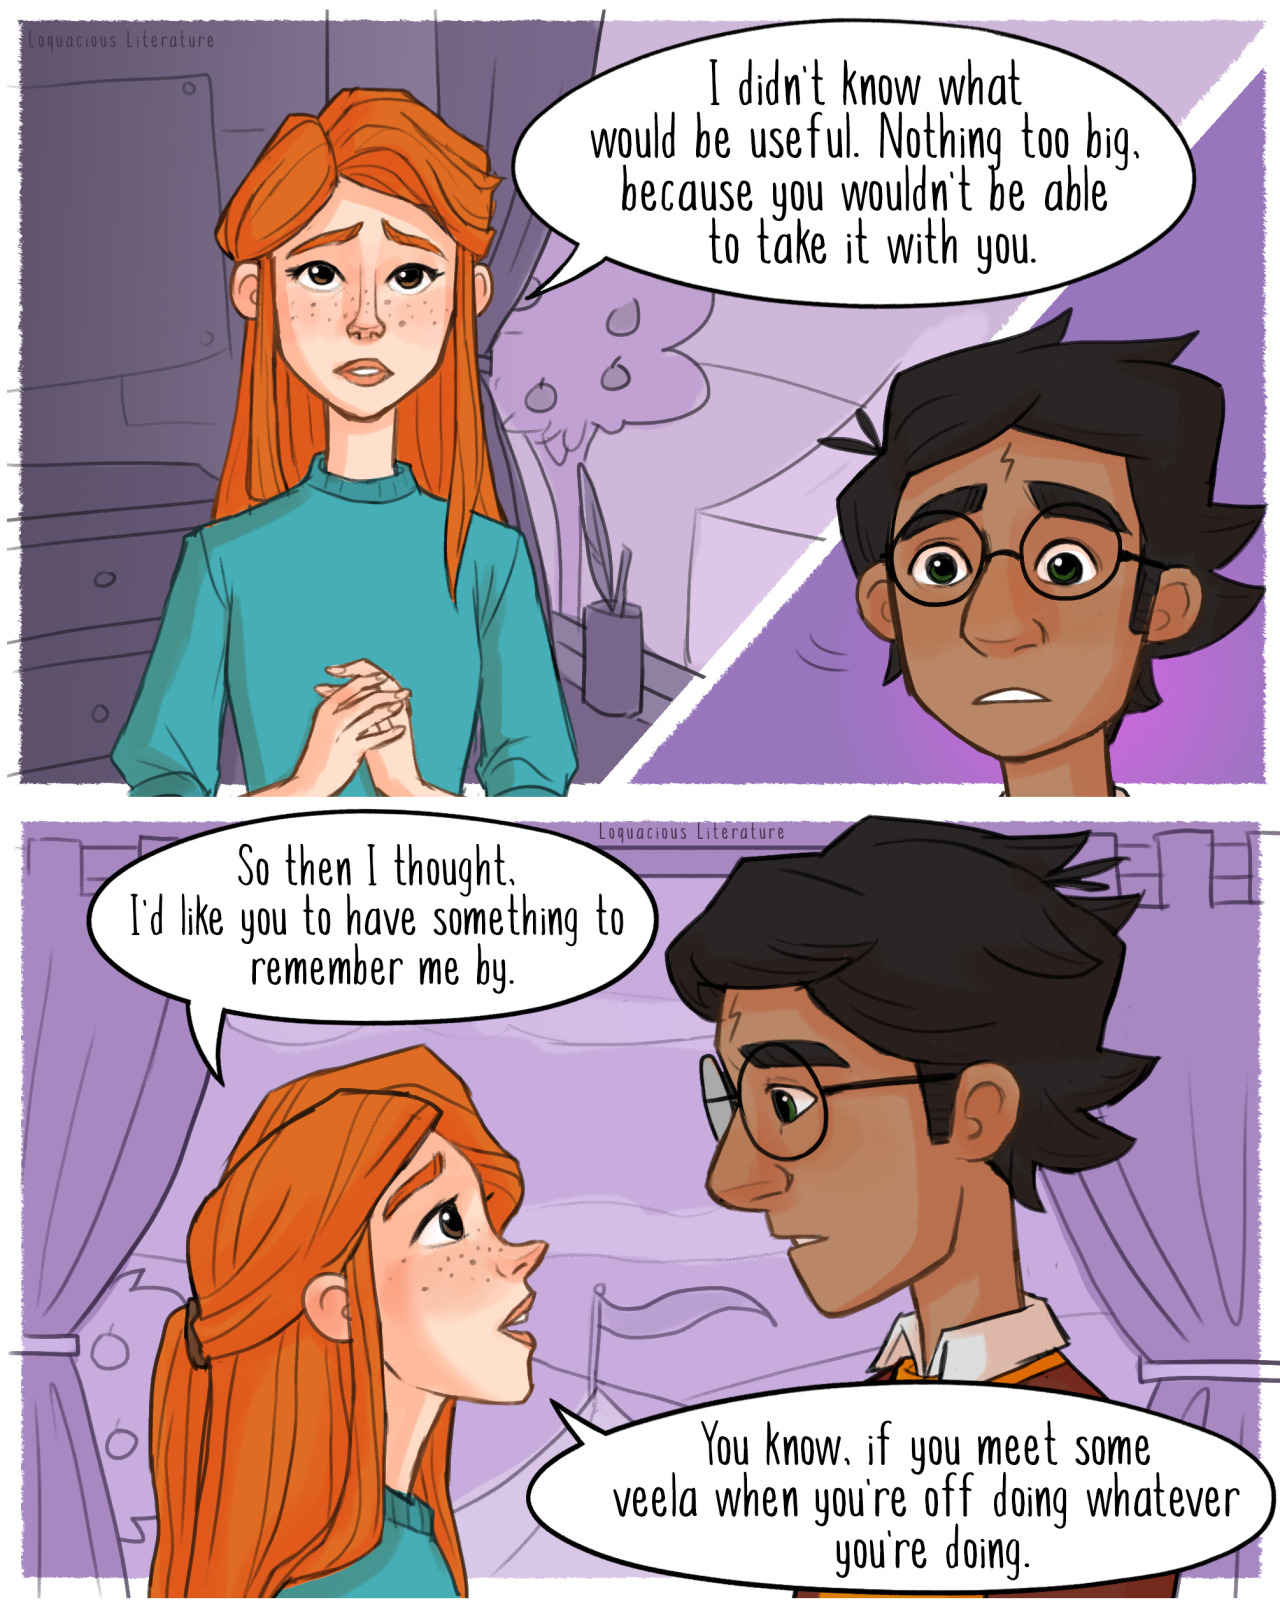 Loquacious Literature
I didn't know what
would be useful. Nothing too big,
because you wouldn't be able
to take it with you.
Loquacious Literature
So then I thought,
I'd like you to have something to
remember me by.
You know, if you meet some
veela when you're off doing whatever
you're doing.